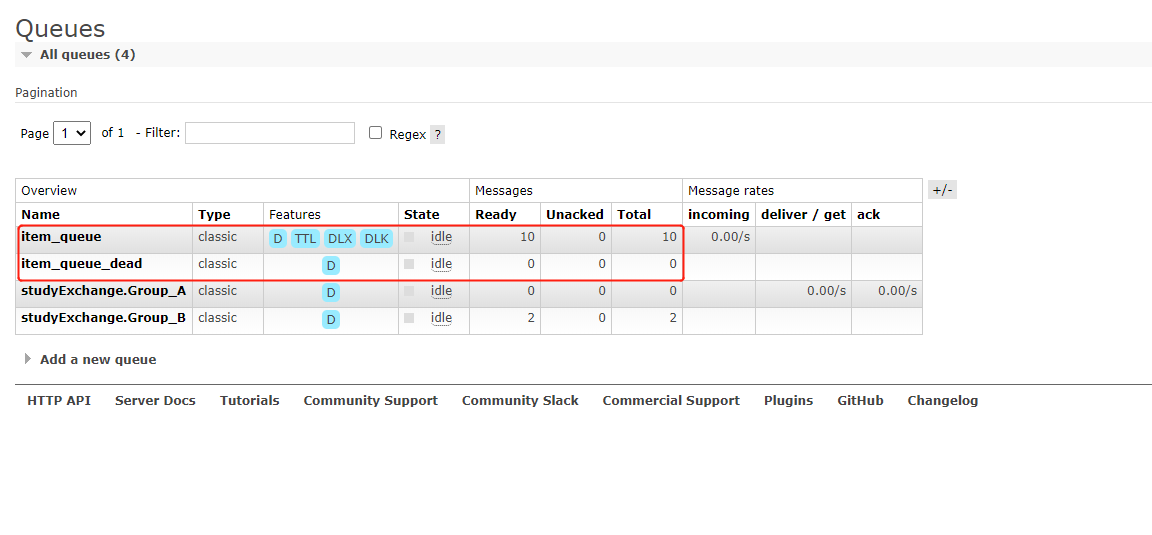 Queues
All queues (4)
Pagination
Page 1 of 1 - Filter: Regex ?
Overview Messages Message rates +/-
Name Type Features State Ready Unacked Total incoming deliver / get ack
item_queue classic D TTL DLX DLK idle 10 0 10 0.00/s
item_queue_dead classic D idle 0 0 0
studyExchange.Group_A classic D idle 0 0 0 0.00/s 0.00/s
studyExchange.Group_B classic D idle 2 0 2
Add a new queue
HTTP API Server Docs Tutorials Community Support Community Slack Commercial Support Plugins GitHub Changelog